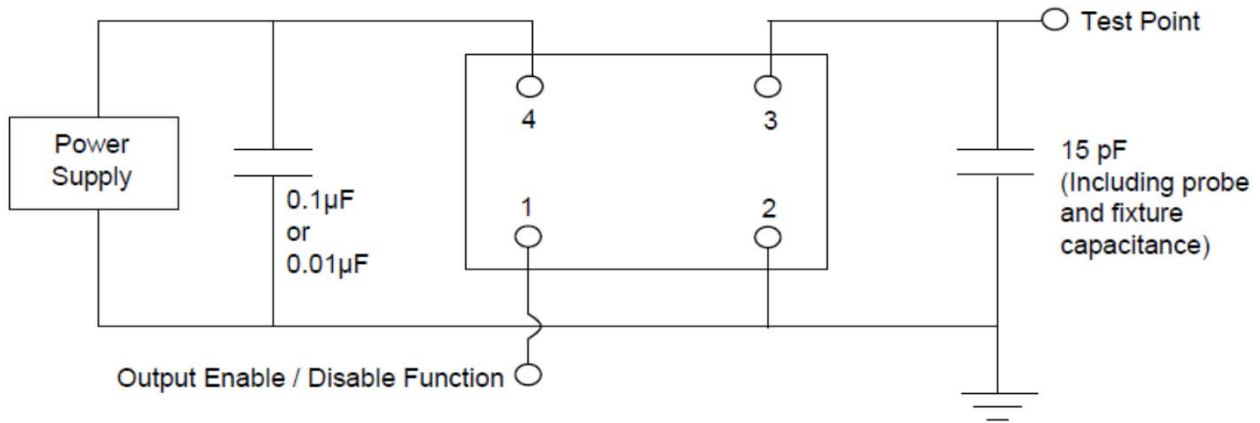 Test Point
4
3
Power
Supply
15 pF
(Including probe
and fixture
capacitance)
0.1µF
or
0.01µF
1
2
Output Enable / Disable Function